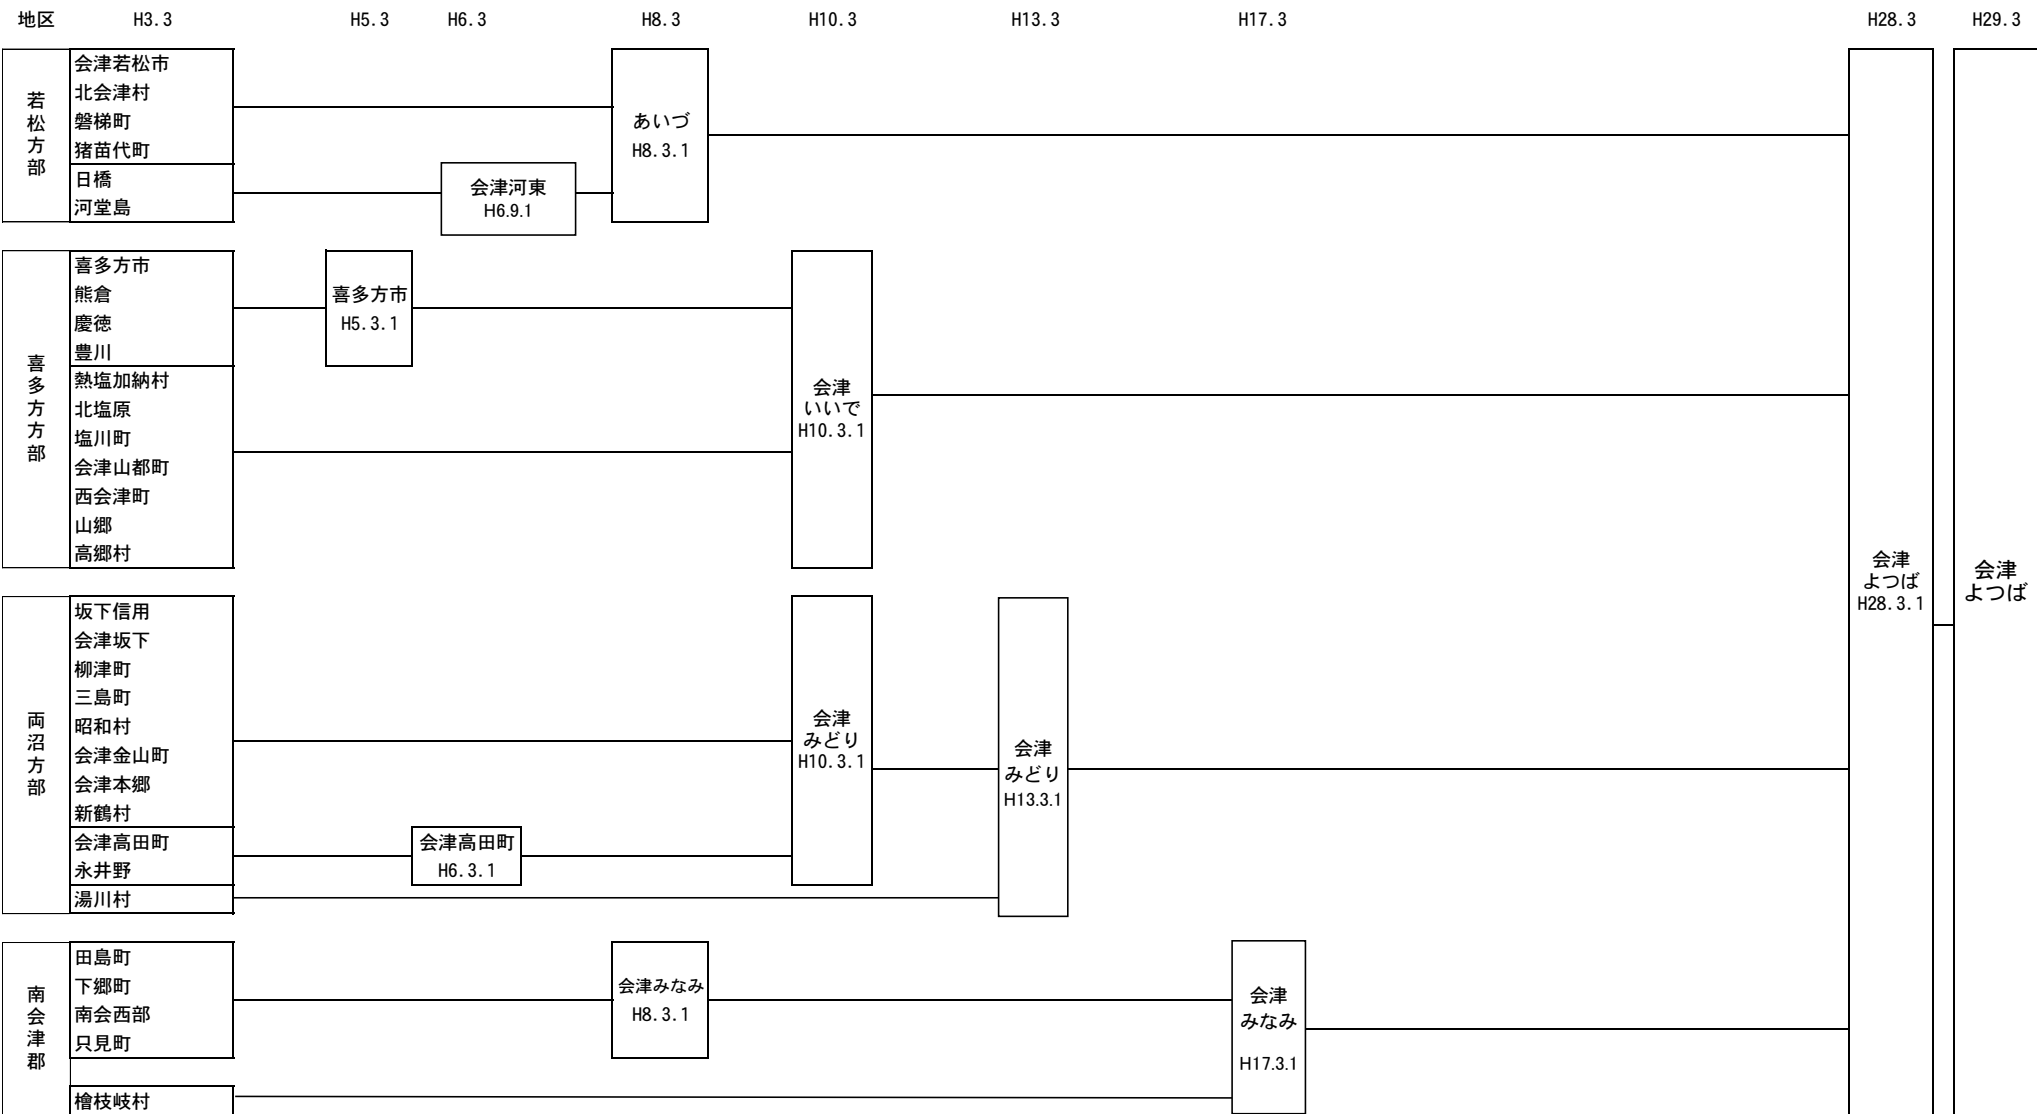 地区 H3.3 H5.3 H6.3 H8.3 H10.3 H13.3 H17.3 H28.3 H29.3
若松方部
会津若松市
北会津村
磐梯町
猪苗代町
日橋
河堂島
会津河東
H6.9.1
あいづ
H8.3.1
喜多方方部
喜多方市
熊倉
慶徳
豊川
熱塩加納村
北塩原
塩川町
会津山都町
西会津町
山郷
高郷村
喜多方市
H5.3.1
会津
いいで
H10.3.1
両沼方部
坂下信用
会津坂下
柳津町
三島町
昭和村
会津金山町
会津本郷
新鶴村
会津高田町
永井野
湯川村
会津高田町
H6.3.1
会津
みどり
H10.3.1
会津
みどり
H13.3.1
南会津郡
田島町
下郷町
南会西部
只見町
檜枝岐村
会津みなみ
H8.3.1
会津
みなみ
H17.3.1
会津
よつば
H28.3.1
会津
よつば